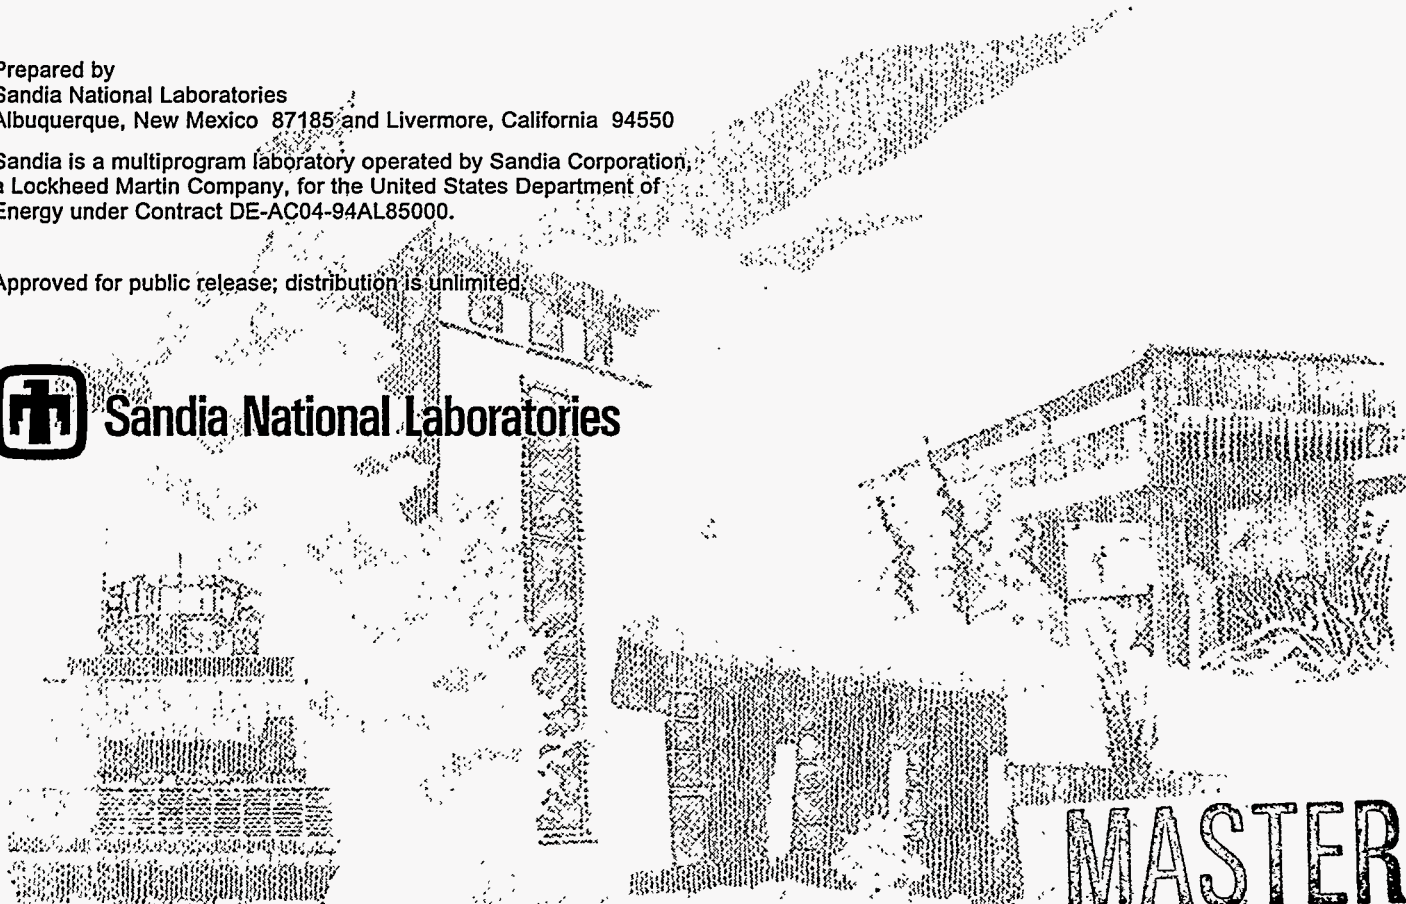 Prepared by
Sandia National Laboratories
Albuquerque, New Mexico 87185 and Livermore, California 94550
Sandia is a multiprogram laboratory operated by Sandia Corporation,
a Lockheed Martin Company, for the United States Department of
Energy under Contract DE-AC04-94AL85000.
Approved for public release; distribution is unlimited.
Sandia National Laboratories
MASTER